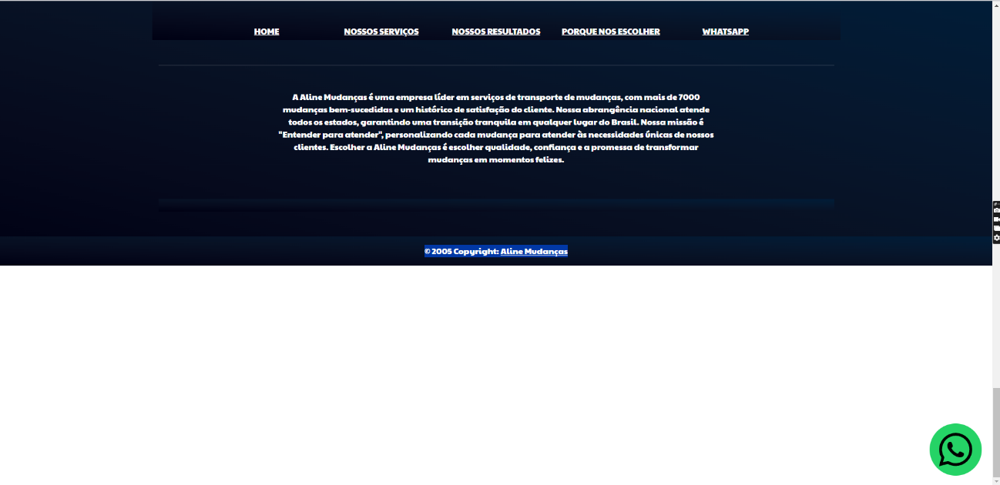 HOME NOSSOS SERVIÇOS NOSSOS RESULTADOS PORQUE NOS ESCOLHER WHATSAPP
A Aline Mudanças é uma empresa líder em serviços de transporte de mudanças, com mais de 7000
mudanças bem-sucedidas e um histórico de satisfação do cliente. Nossa abrangência nacional atende
todos os estados, garantindo uma transição tranquila em qualquer lugar do Brasil. Nossa missão é
"Entender para atender", personalizando cada mudança para atender às necessidades únicas de nossos
clientes. Escolher a Aline Mudanças é escolher qualidade, confiança e a promessa de transformar
mudanças em momentos felizes.
© 2005 Copyright: Aline Mudanças